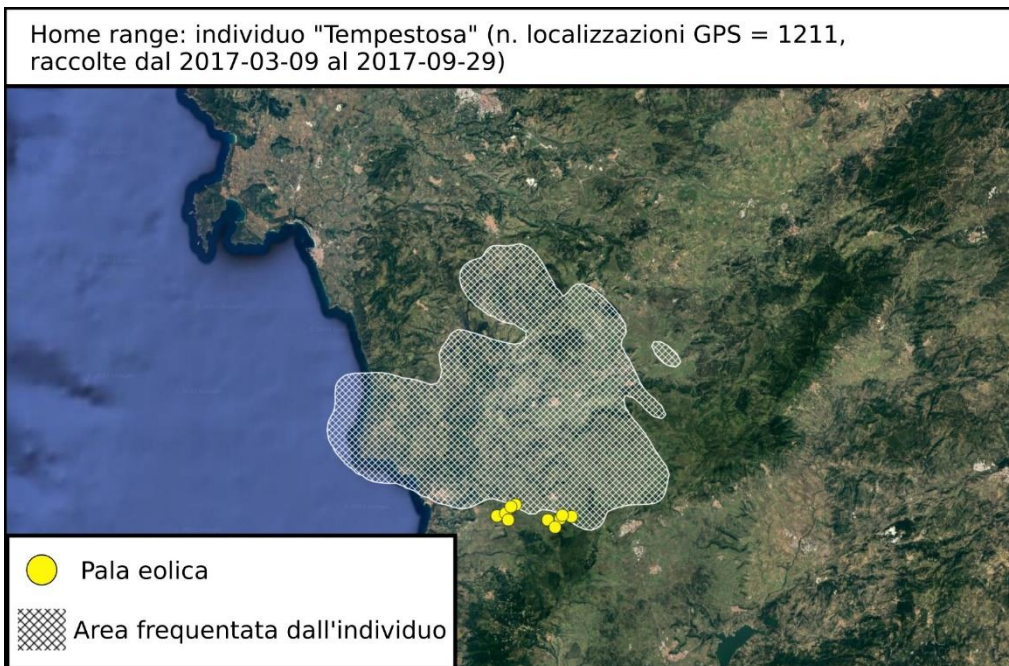 Home range: individuo "Tempestosa" (n. localizzazioni GPS = 1211,
raccolte dal 2017-03-09 al 2017-09-29)
Pala eolica
Area frequentata dall'individuo